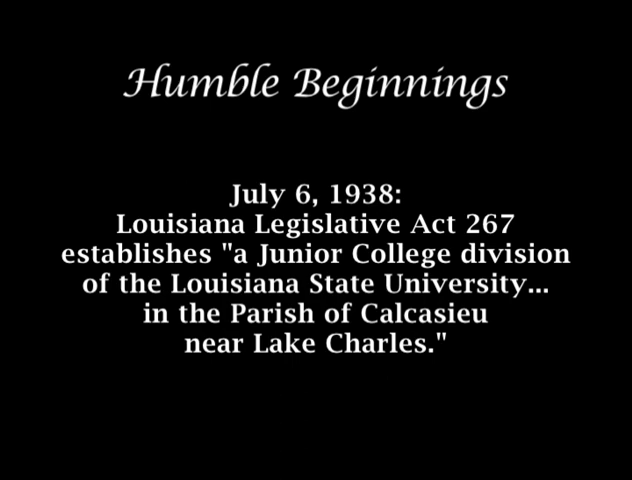 Humble Beginnings
July 6, 1938:
Louisiana Legislative Act 267
establishes "a Junior College division
of the Louisiana State University...
in the Parish of Calcasieu
near Lake Charles."